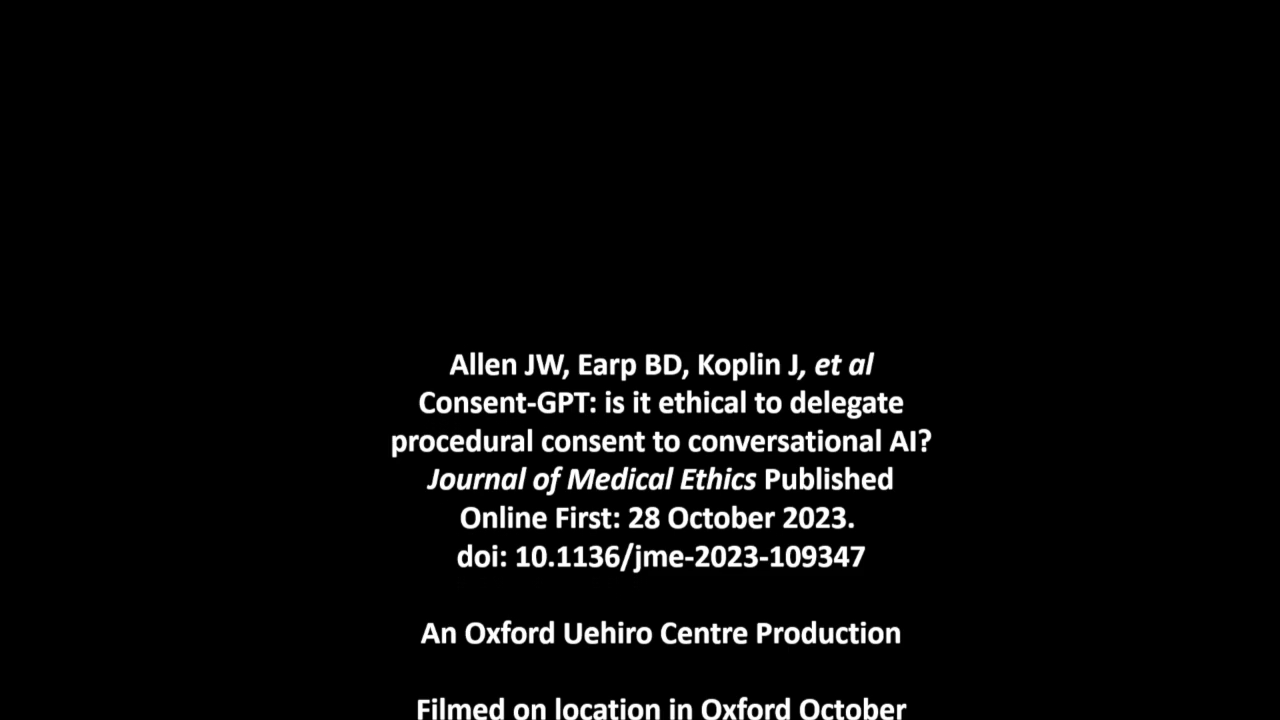 Allen JW, Earp BD, Koplin J, et al
Consent-GPT: is it ethical to delegate
procedural consent to conversational AI?
Journal of Medical Ethics Published
Online First: 28 October 2023.
doi: 10.1136/jme-2023-109347
An Oxford Uehiro Centre Production
Filmed on location in Oxford October